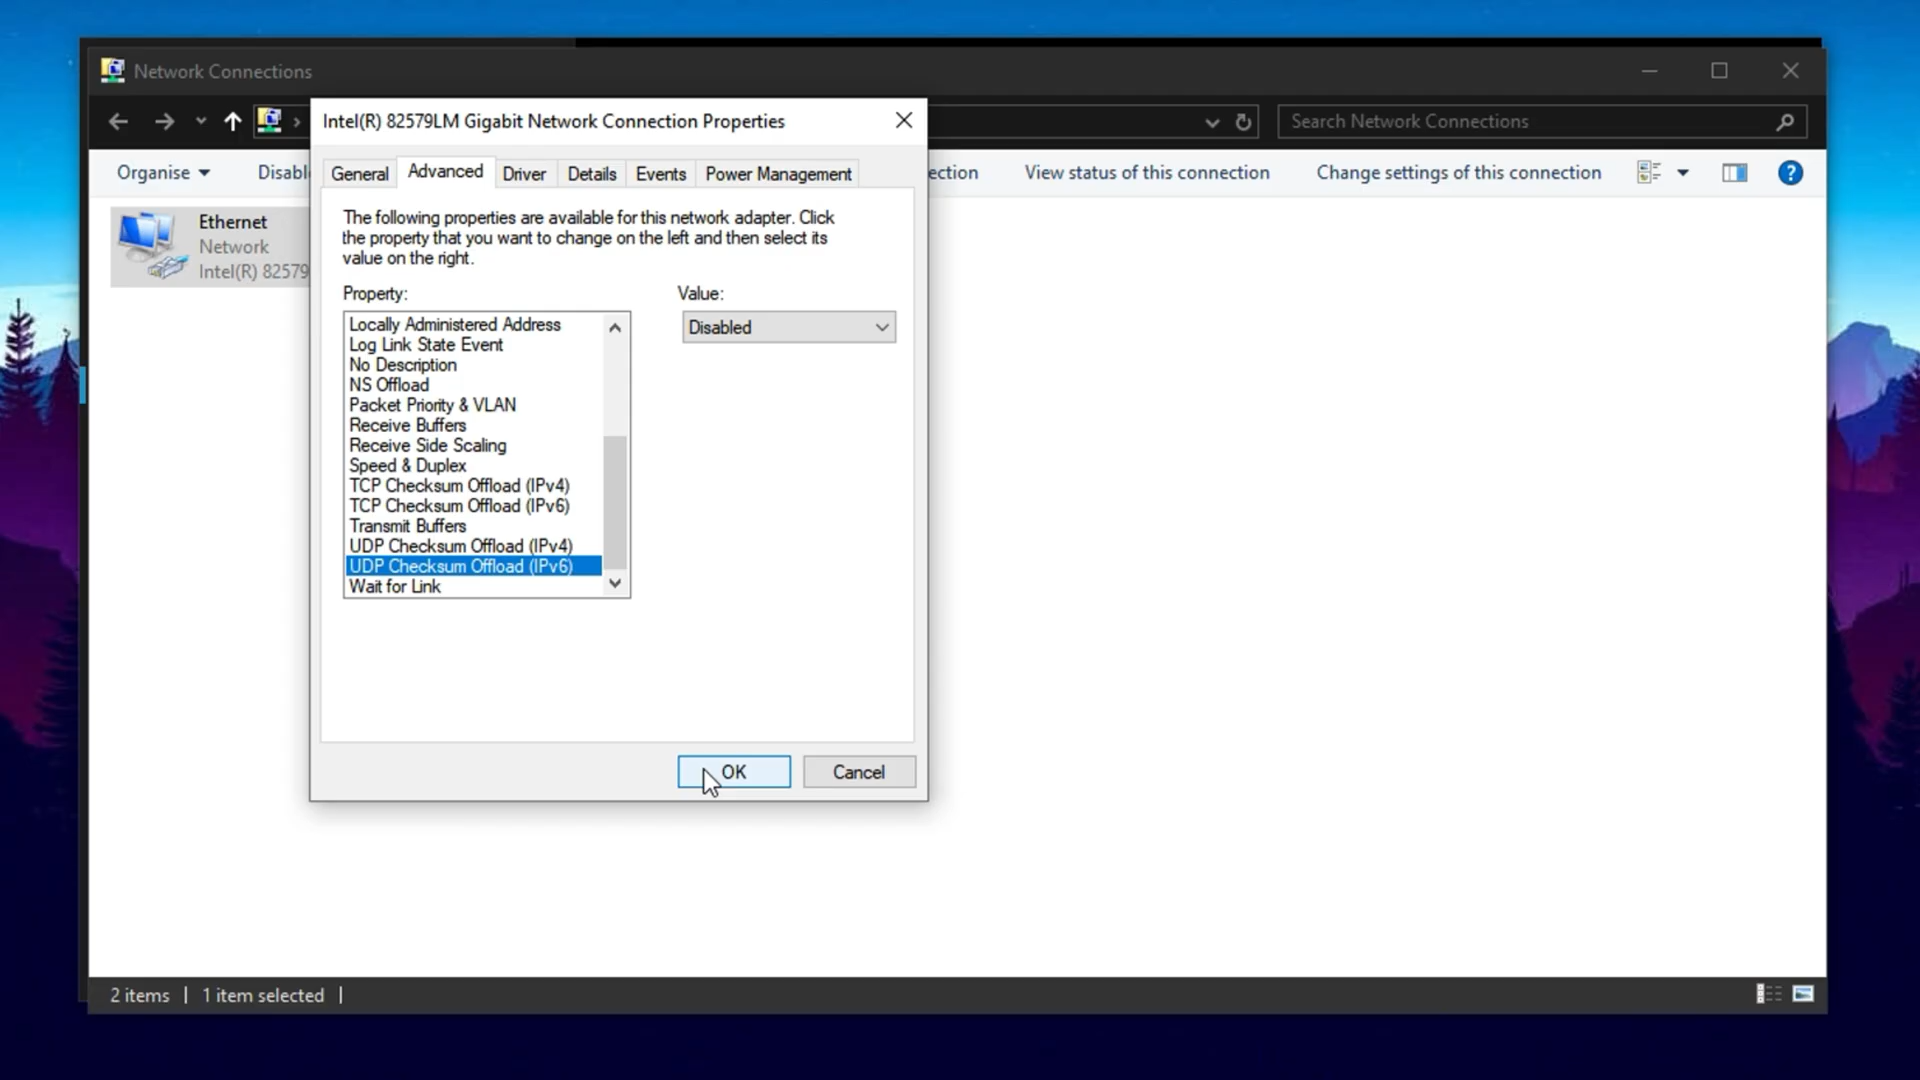 Network Connections
Search Network Connections
Intel(R) 82579LM Gigabit Network Connection Properties
Organise
Disabl
ection
View status of this connection
Change settings of this connection
General
Advanced
Driver
Details
Events
Power Management
Ethernet
Network
Intel(R) 82579
The following properties are available for this network adapter. Click
the property that you want to change on the left and then select its
value on the right.
Property:
Value:
Locally Administered Address
Log Link State Event
No Description
NS Offload
Packet Priority & VLAN
Receive Buffers
Receive Side Scaling
Speed & Duplex
TCP Checksum Offload (IPv4)
TCP Checksum Offload (IPv6)
Transmit Buffers
UDP Checksum Offload (IPv4)
UDP Checksum Offload (IPv6)
Wait for Link
Disabled
OK
Cancel
2 items
1 item selected